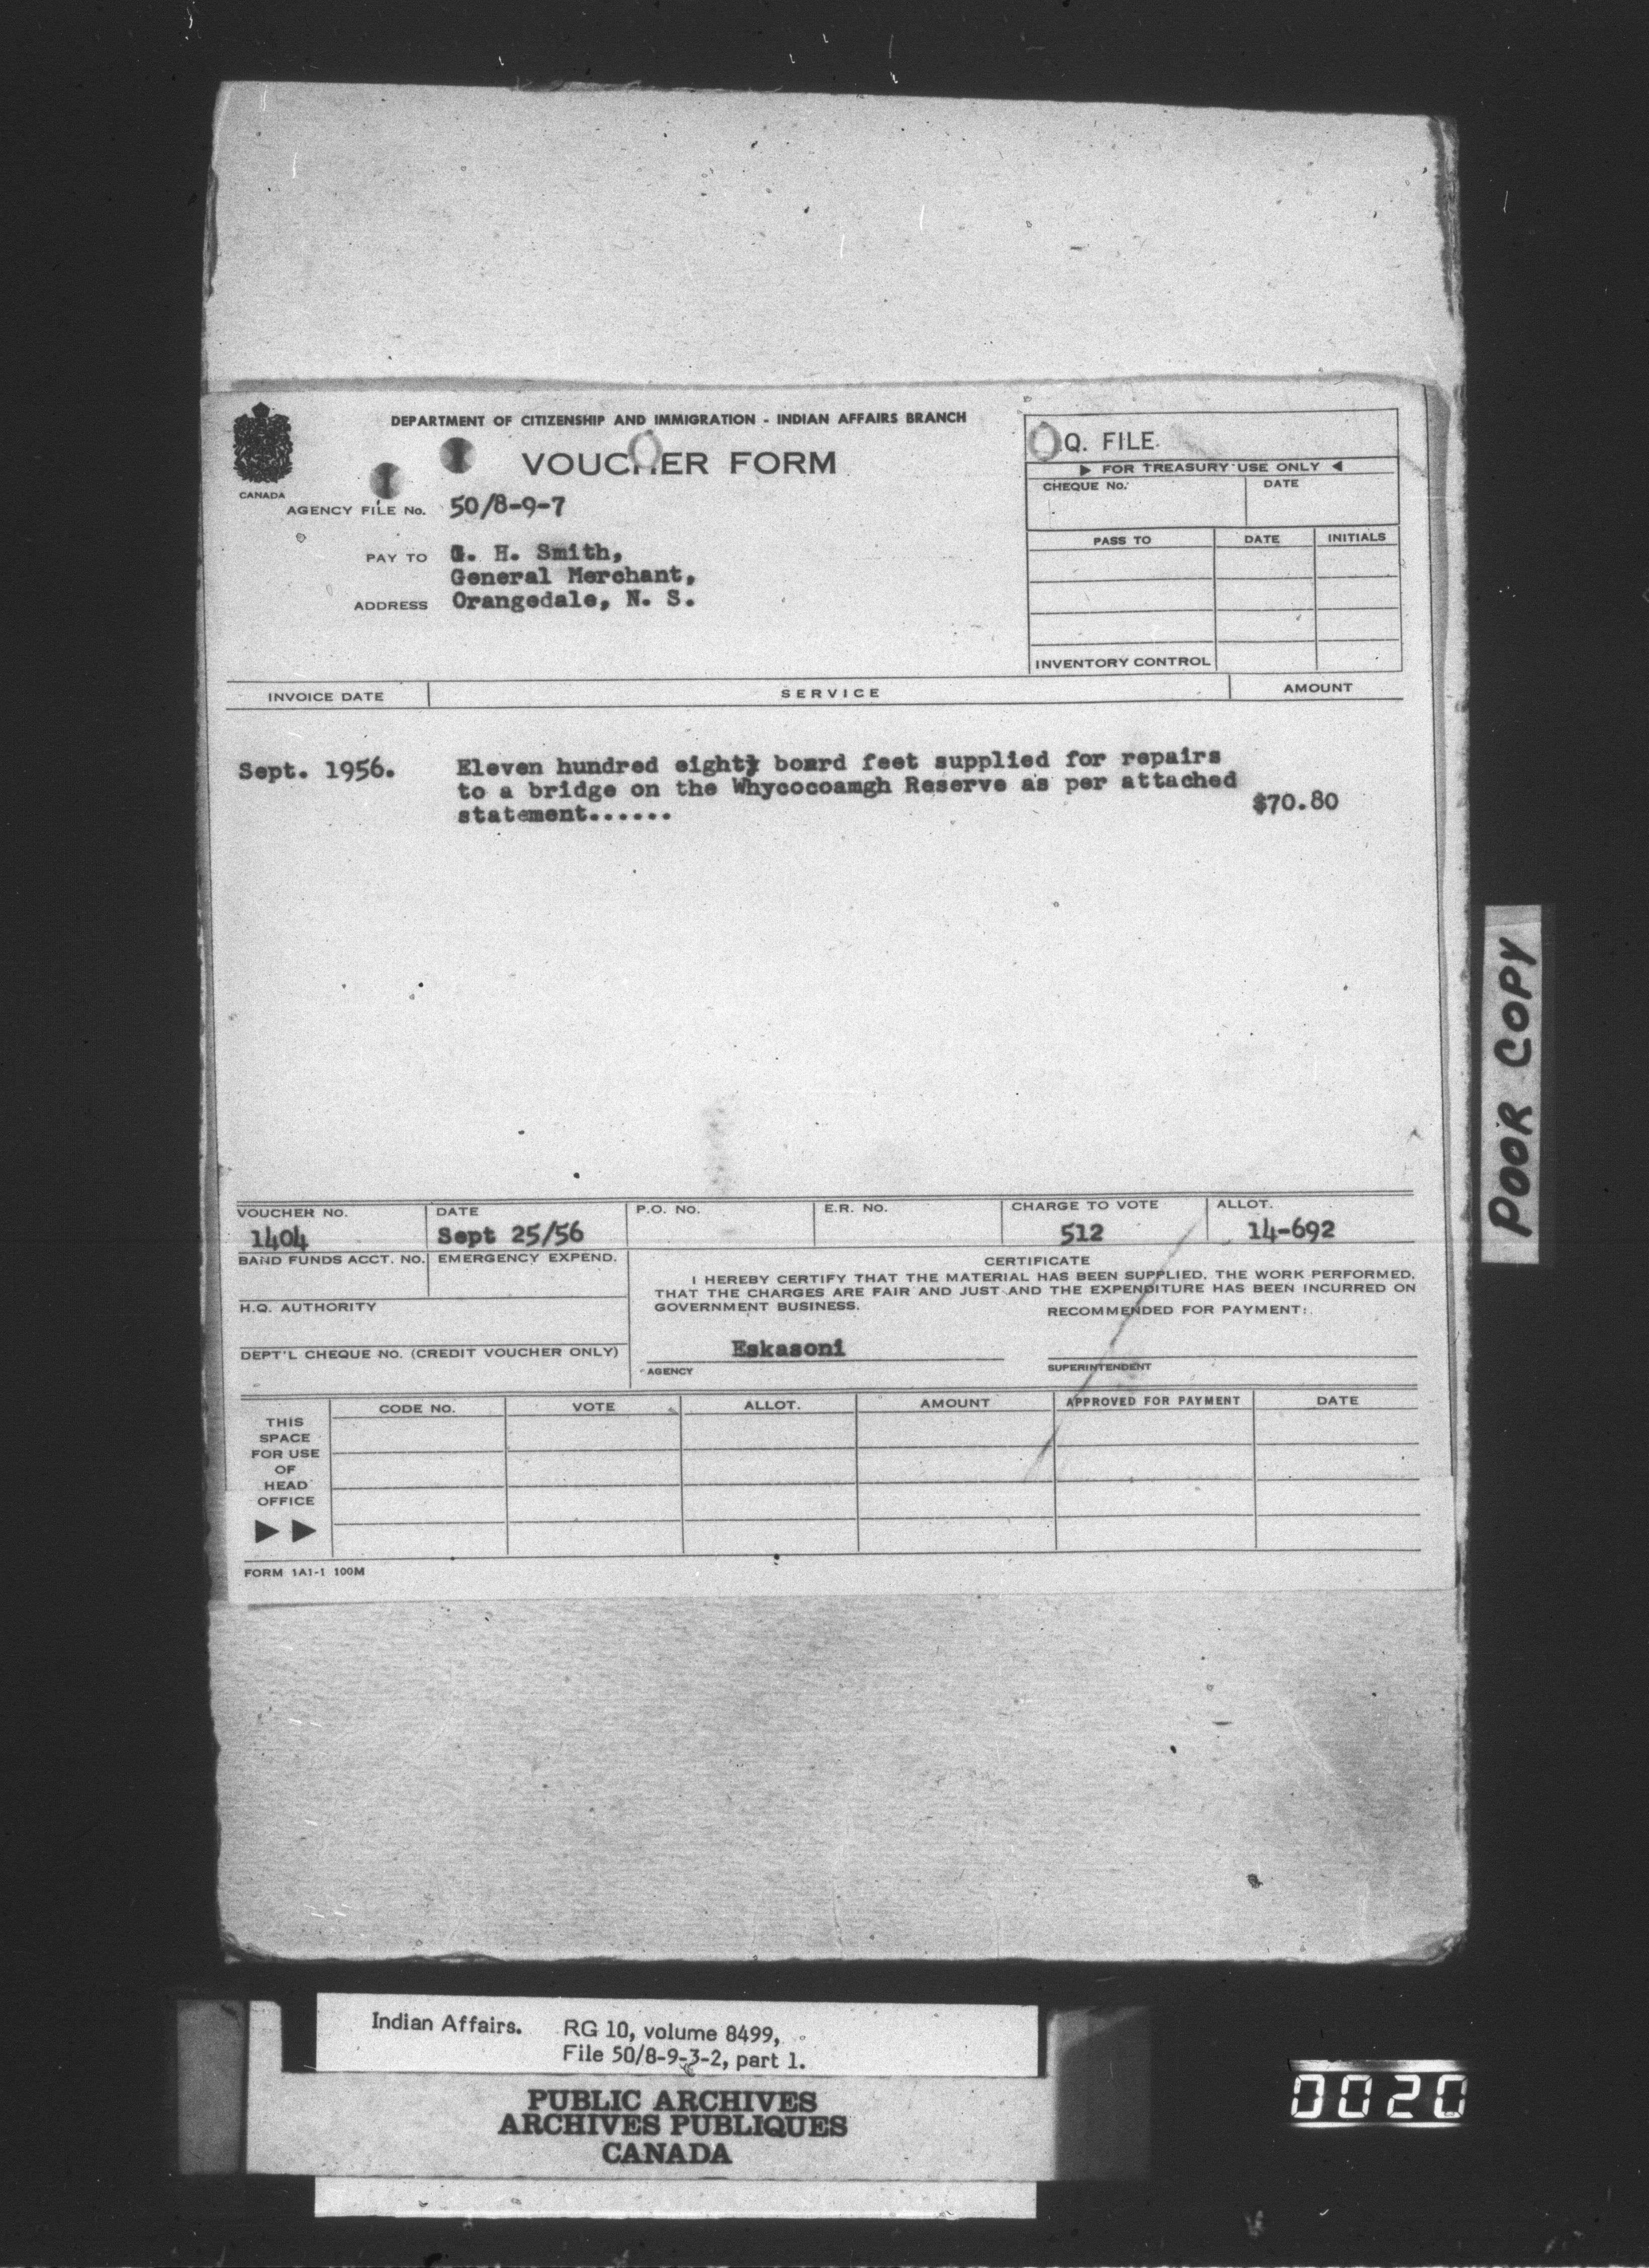 DEPARTMENT OF CITIZENSHIP AND IMMIGRATION - INDIAN AFFAIRS BRANCH
VOUCHER FORM
CANADA
AGENCY FILE No. 50/8-9-7
PAY TO G. H. Smith,
General Merchant,
ADDRESS Orangedale, N. S.
Q. FILE
▶ FOR TREASURY USE ONLY ◀
CHEQUE No. DATE
PASS TO DATE INITIALS
INVENTORY CONTROL
INVOICE DATE SERVICE AMOUNT
Sept. 1956. Eleven hundred eighty board feet supplied for repairs
to a bridge on the Whycocoamgh Reserve as per attached
statement...... $70.80
VOUCHER No. DATE P.O. NO. E.R. NO. CHARGE TO VOTE ALLOT.
1404 Sept 25/56 512 14-692
BAND FUNDS ACCT. NO. EMERGENCY EXPEND.
H.Q. AUTHORITY
DEPT'L CHEQUE NO. (CREDIT VOUCHER ONLY)
CERTIFICATE
I HEREBY CERTIFY THAT THE MATERIAL HAS BEEN SUPPLIED, THE WORK PERFORMED,
THAT THE CHARGES ARE FAIR AND JUST AND THE EXPENDITURE HAS BEEN INCURRED ON
GOVERNMENT BUSINESS.
RECOMMENDED FOR PAYMENT:
Eskasoni
AGENCY SUPERINTENDENT
CODE NO. VOTE ALLOT. AMOUNT APPROVED FOR PAYMENT DATE
THIS
SPACE
FOR USE
OF
HEAD
OFFICE
▶ ▶
FORM 1A1-1 100M
POOR COPY
Indian Affairs. RG 10, volume 8499,
File 50/8-9-3-2, part 1.
PUBLIC ARCHIVES
ARCHIVES PUBLIQUES
CANADA
0020